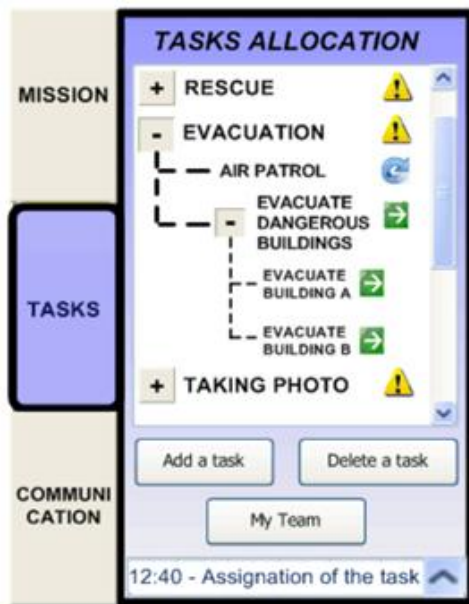 TASKS ALLOCATION
MISSION
+ RESCUE
- EVACUATION
AIR PATROL
- EVACUATE
DANGEROUS
BUILDINGS
TASKS
EVACUATE
BUILDING A
EVACUATE
BUILDING B
+ TAKING PHOTO
Add a task
Delete a task
COMMUNI
CATION
My Team
12:40 - Assignation of the task